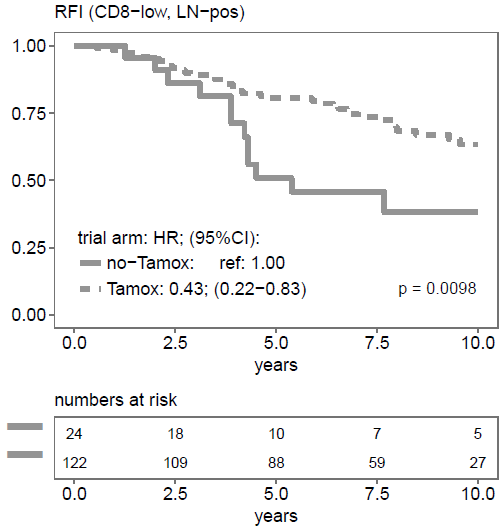 RFI (CD8−low, LN−pos)
1.00
0.75
0.50
0.25
0.00
trial arm: HR; (95%CI):
no−Tamox: ref: 1.00
Tamox: 0.43; (0.22−0.83)
p = 0.0098
0.0 2.5 5.0 7.5 10.0
years
numbers at risk
24 18 10 7 5
122 109 88 59 27
0.0 2.5 5.0 7.5 10.0
years